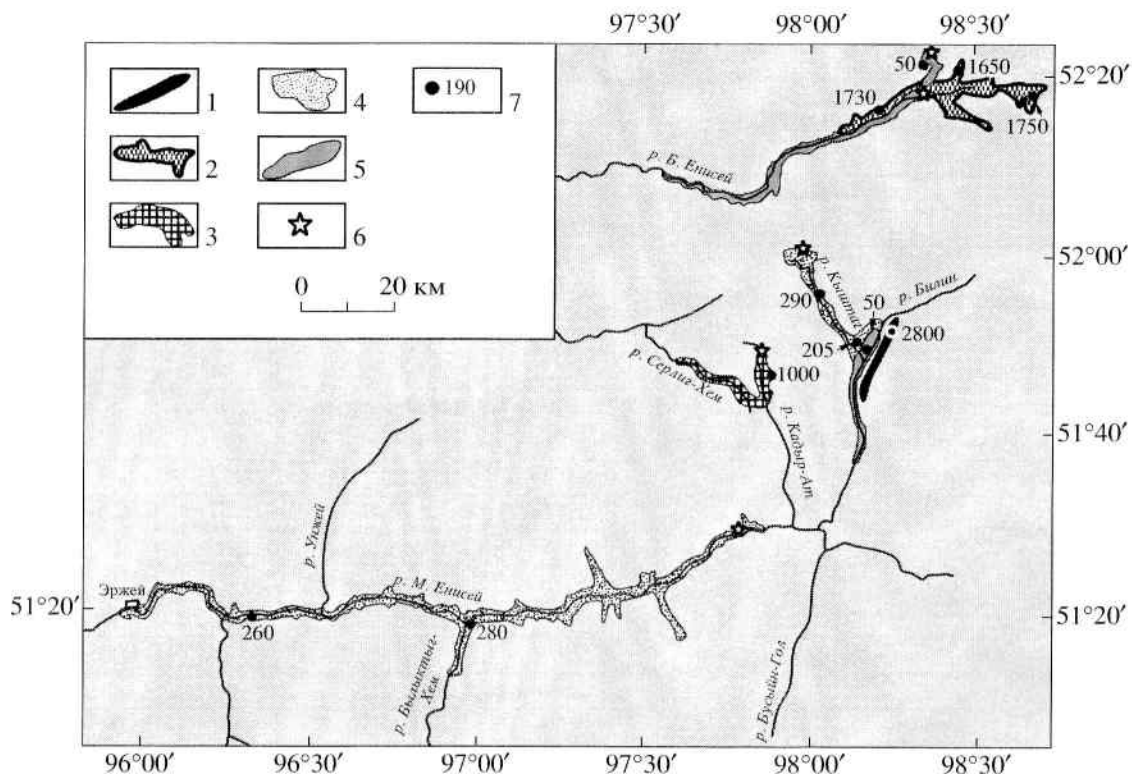 97°30′ 98°00′ 98°30′
1
2
3
4
5
6
190 7
0 20 км
52°20′
50
1650
1730
1750
р. Б. Енисей
52°00′
р. Кыштаг
290
50
р. Билин
2800
205
р. Серлиг-Хем
1000
р. Кадыр-Ат
51°40′
р. Унжей
Эржей
р. М. Енисей
51°20′
260
280
51°20′
р. Былыктыг-
Хем
р. Бусыйн-Гол
96°00′ 96°30′ 97°00′ 97°30′ 98°00′ 98°30′